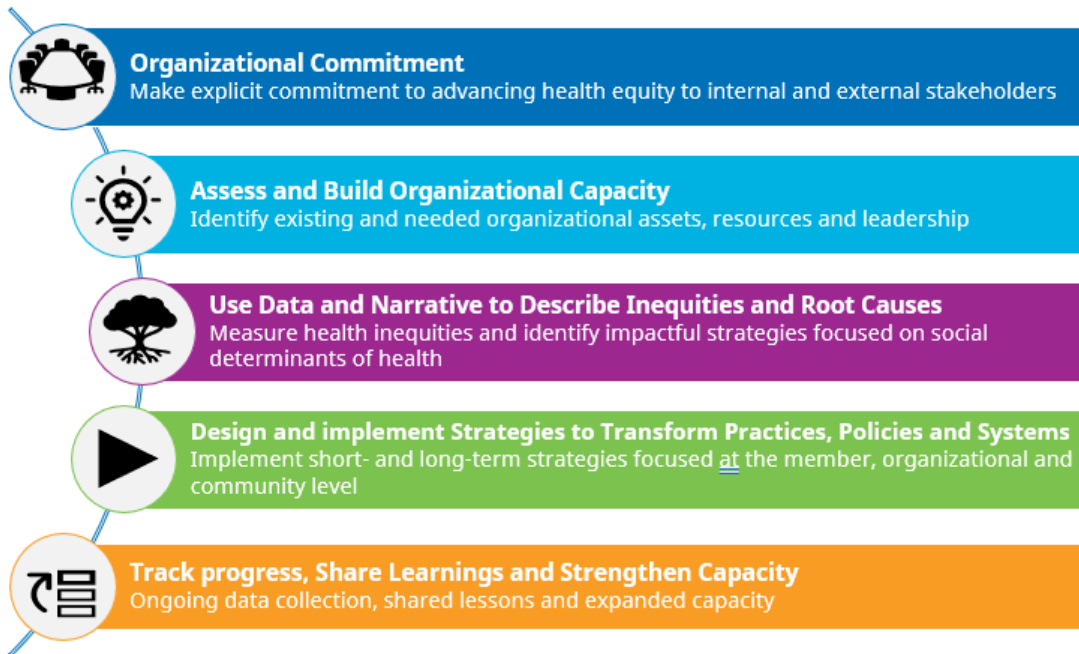 Organizational Commitment
Make explicit commitment to advancing health equity to internal and external stakeholders
Assess and Build Organizational Capacity
Identify existing and needed organizational assets, resources and leadership
Use Data and Narrative to Describe Inequities and Root Causes
Measure health inequities and identify impactful strategies focused on social
determinants of health
Design and implement Strategies to Transform Practices, Policies and Systems
Implement short- and long-term strategies focused at the member, organizational and
community level
Track progress, Share Learnings and Strengthen Capacity
Ongoing data collection, shared lessons and expanded capacity